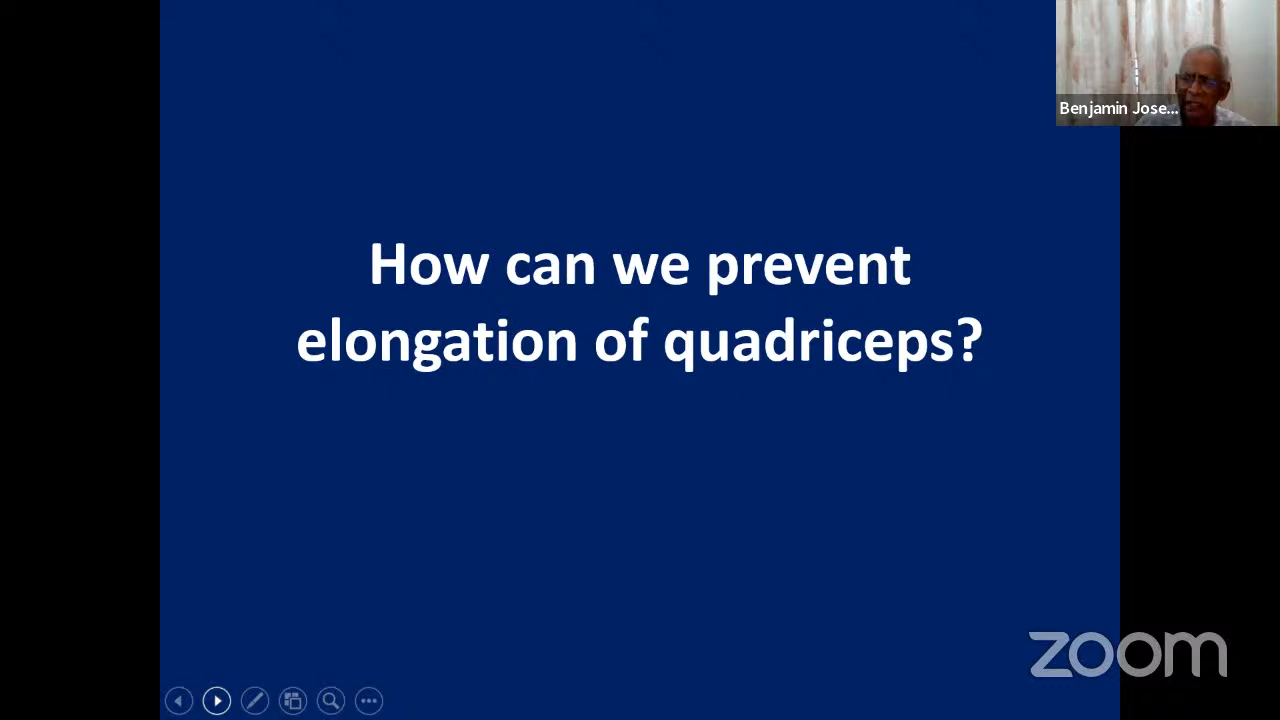 Benjamin Jose...
How can we prevent
elongation of quadriceps?
zoom